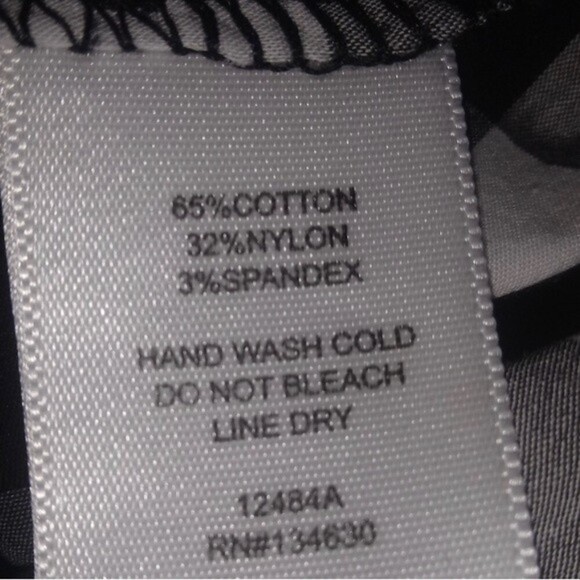 65%COTTON
32%NYLON
3%SPANDEX
HAND WASH COLD
DO NOT BLEACH
LINE DRY
12484A
RN#134630